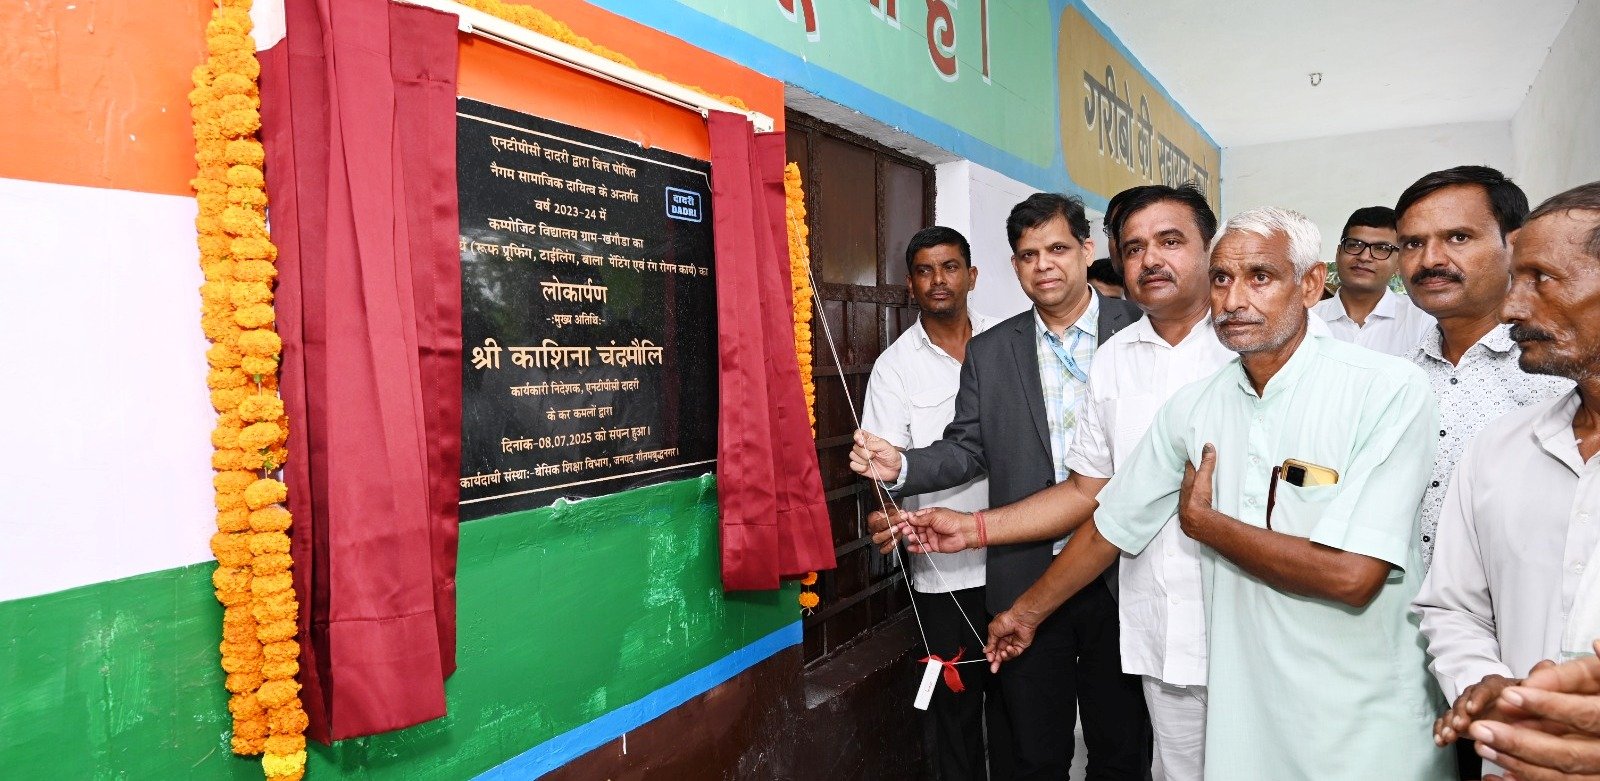 है।
गरीबो की
एनटीपीसी दादरी द्वारा वित्त पोषित
नैगम सामाजिक दायित्व के अन्तर्गत
वर्ष 2023-24 में
कम्पोजिट विद्यालय ग्राम-खंगौडा का
(रूफ प्रूफिंग, टाईलिंग, बाला पेंटिंग एवं रंग रोगन कार्य) का
लोकार्पण
-:मुख्य अतिथि:-
श्री काशिना चंद्रमौलि
कार्यकारी निदेशक, एनटीपीसी दादरी
के कर कमलों द्वारा
दिनांक-08.07.2025 को संपन्न हुआ।
कार्यदायी संस्था:-बेसिक शिक्षा विभाग, जनपद गौतमबुद्धनगर।
दादरी
DADRI